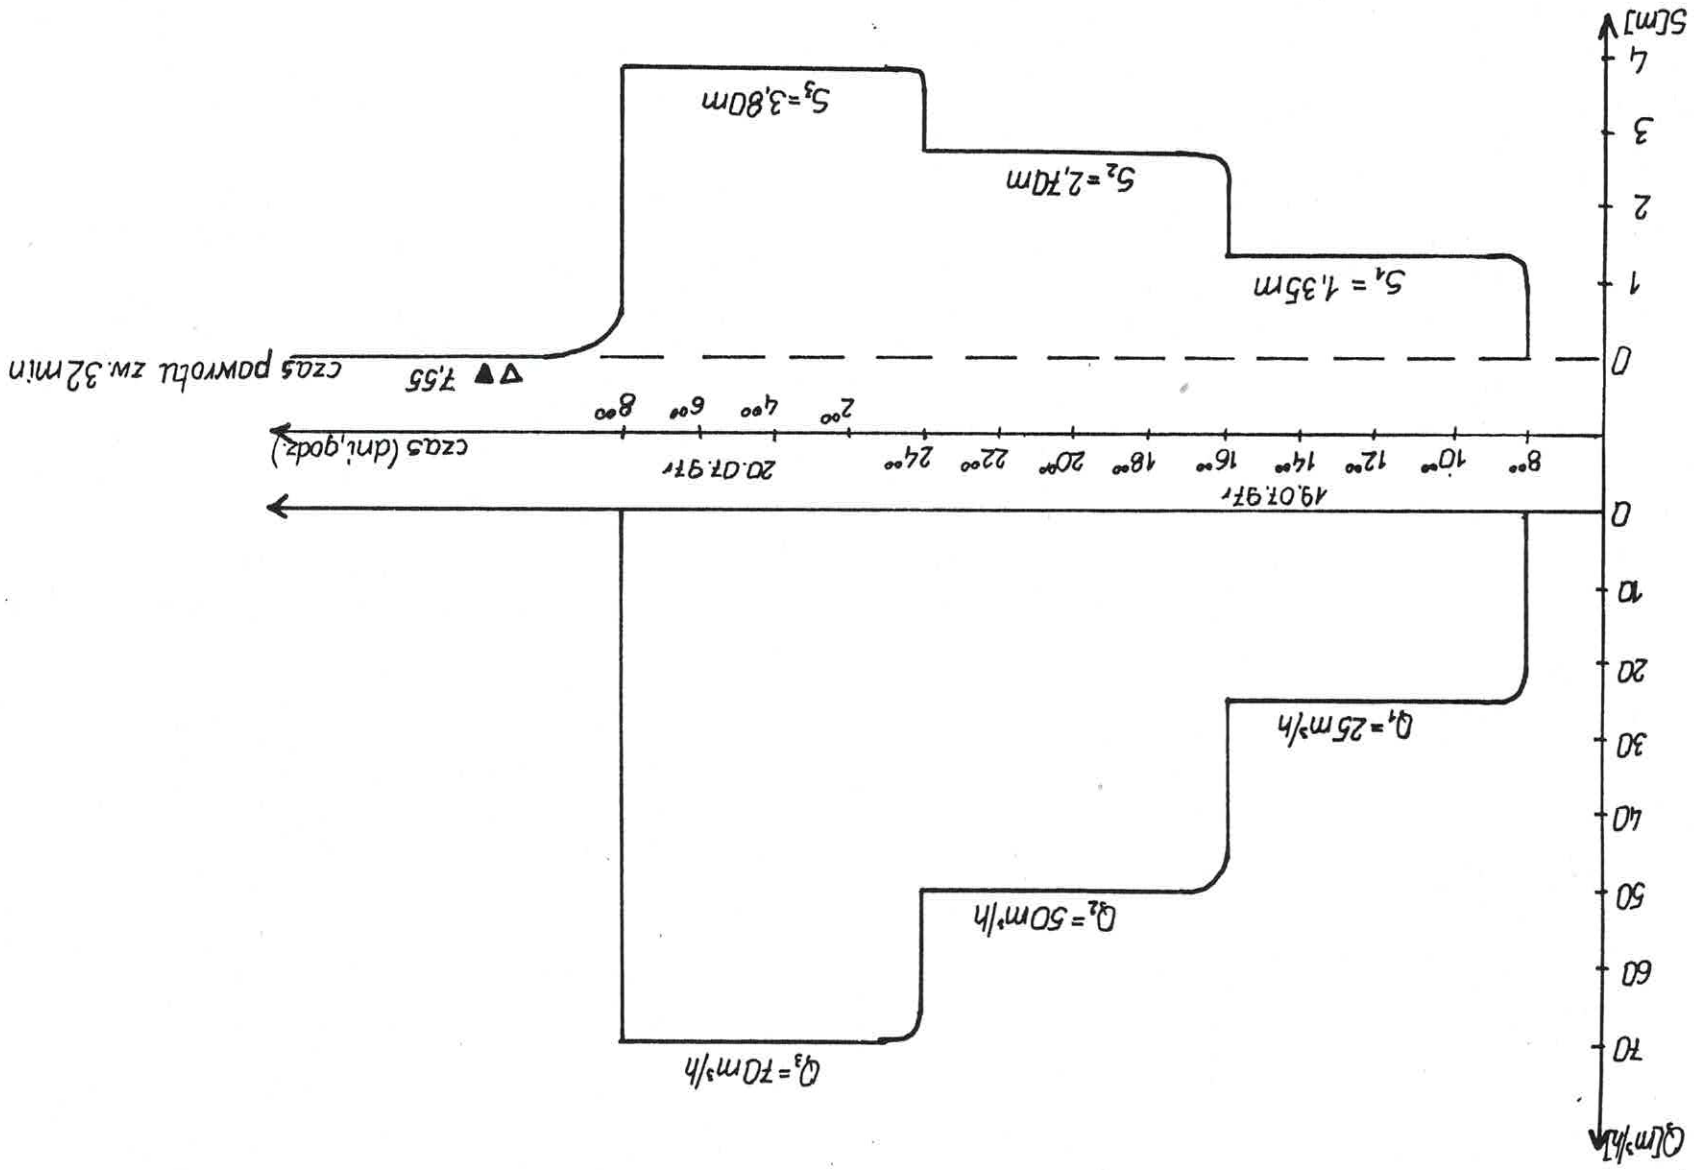 Q[m³/h]
70
60
50
40
30
20
10
0
Q₃=70m³/h
Q₂=50m³/h
Q₁=25m³/h
19.07.97r
20.07.97r
8⁰⁰ 10⁰⁰ 12⁰⁰ 14⁰⁰ 16⁰⁰ 18⁰⁰ 20⁰⁰ 22⁰⁰ 24⁰⁰ 2⁰⁰ 4⁰⁰ 6⁰⁰ 8⁰⁰
czas (dni, godz.)
7,55
czas powrotu zw. 32min
0
1
2
3
4
S[m]
S₁ = 1,35m
S₂ = 2,70m
S₃ = 3,80m